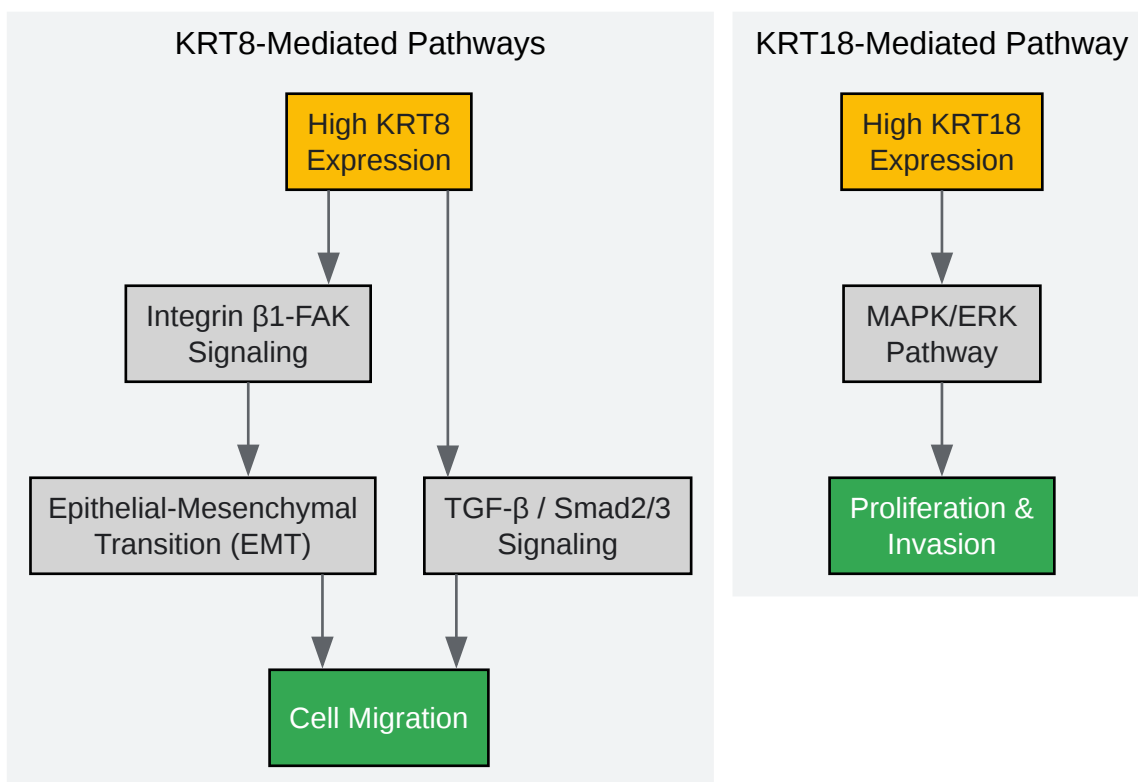 KRT8-Mediated Pathways
High KRT8
Expression
Integrin β1-FAK
Signaling
Epithelial-Mesenchymal
Transition (EMT)
TGF-β / Smad2/3
Signaling
Cell Migration
KRT18-Mediated Pathway
High KRT18
Expression
MAPK/ERK
Pathway
Proliferation &
Invasion